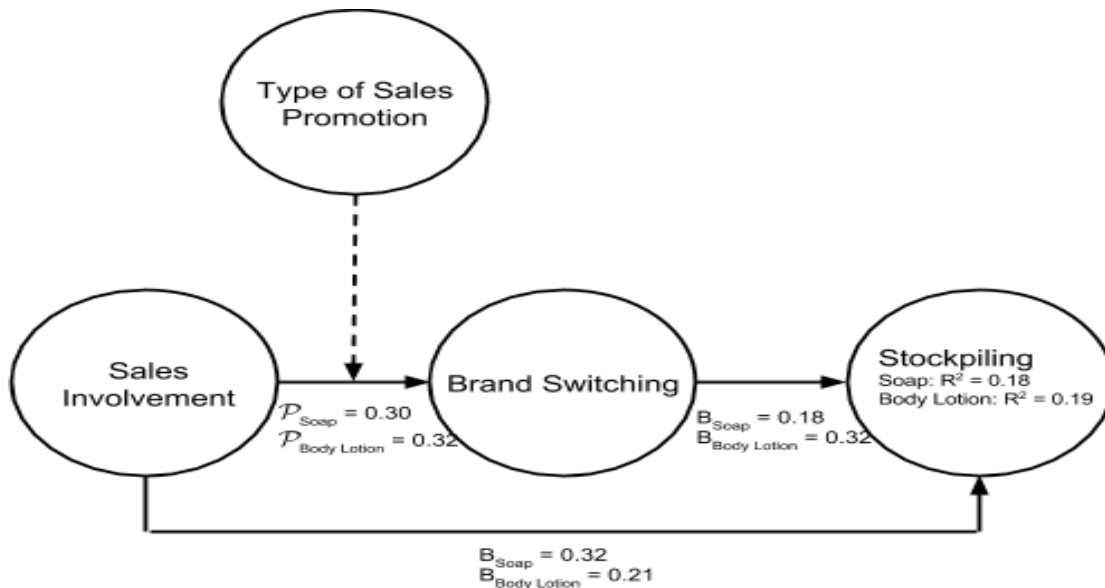 Type of Sales
Promotion
Sales
Involvement
𝒫Soap = 0.30
𝒫Body Lotion = 0.32
Brand Switching
BSoap = 0.18
BBody Lotion = 0.32
Stockpiling
Soap: R² = 0.18
Body Lotion: R² = 0.19
BSoap = 0.32
BBody Lotion = 0.21